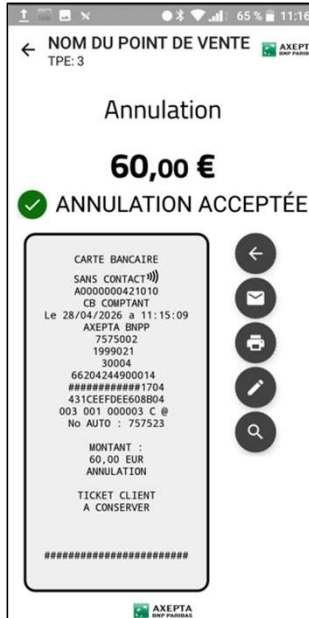 65 % 11:16
NOM DU POINT DE VENTE
TPE: 3
AXEPTA
BNP PARIBAS
Annulation
60,00 €
ANNULATION ACCEPTÉE
CARTE BANCAIRE
SANS CONTACT
A0000000421010
CB COMPTANT
Le 28/04/2026 a 11:15:09
AXEPTA BNPP
7575002
1999021
30004
66204244900014
############1704
431CEEFDEE608B04
003 001 000003 C @
No AUTO : 757523
MONTANT :
60,00 EUR
ANNULATION
TICKET CLIENT
A CONSERVER
########################
AXEPTA
BNP PARIBAS